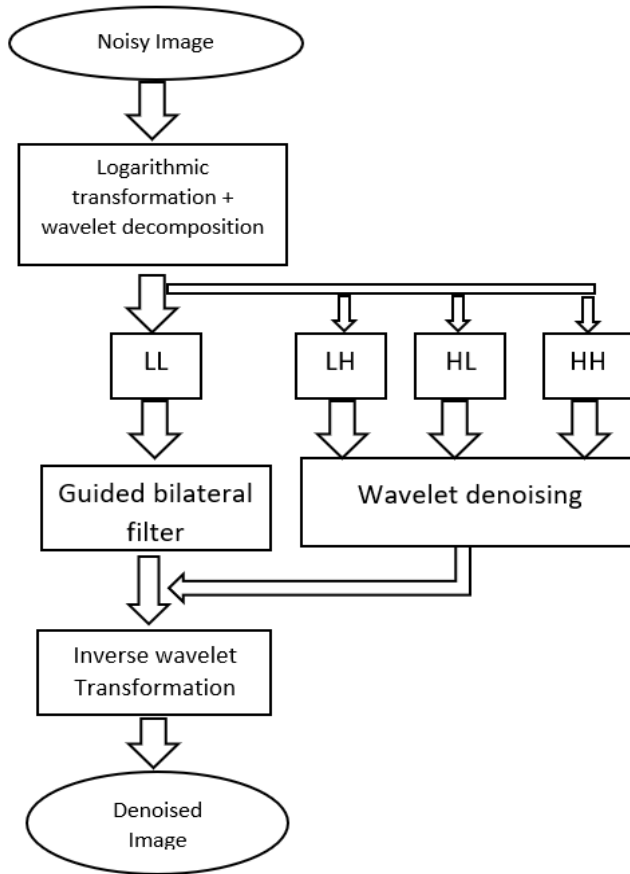 Noisy Image
Logarithmic
transformation +
wavelet decomposition
LL
LH
HL
HH
Guided bilateral
filter
Wavelet denoising
Inverse wavelet
Transformation
Denoised
Image